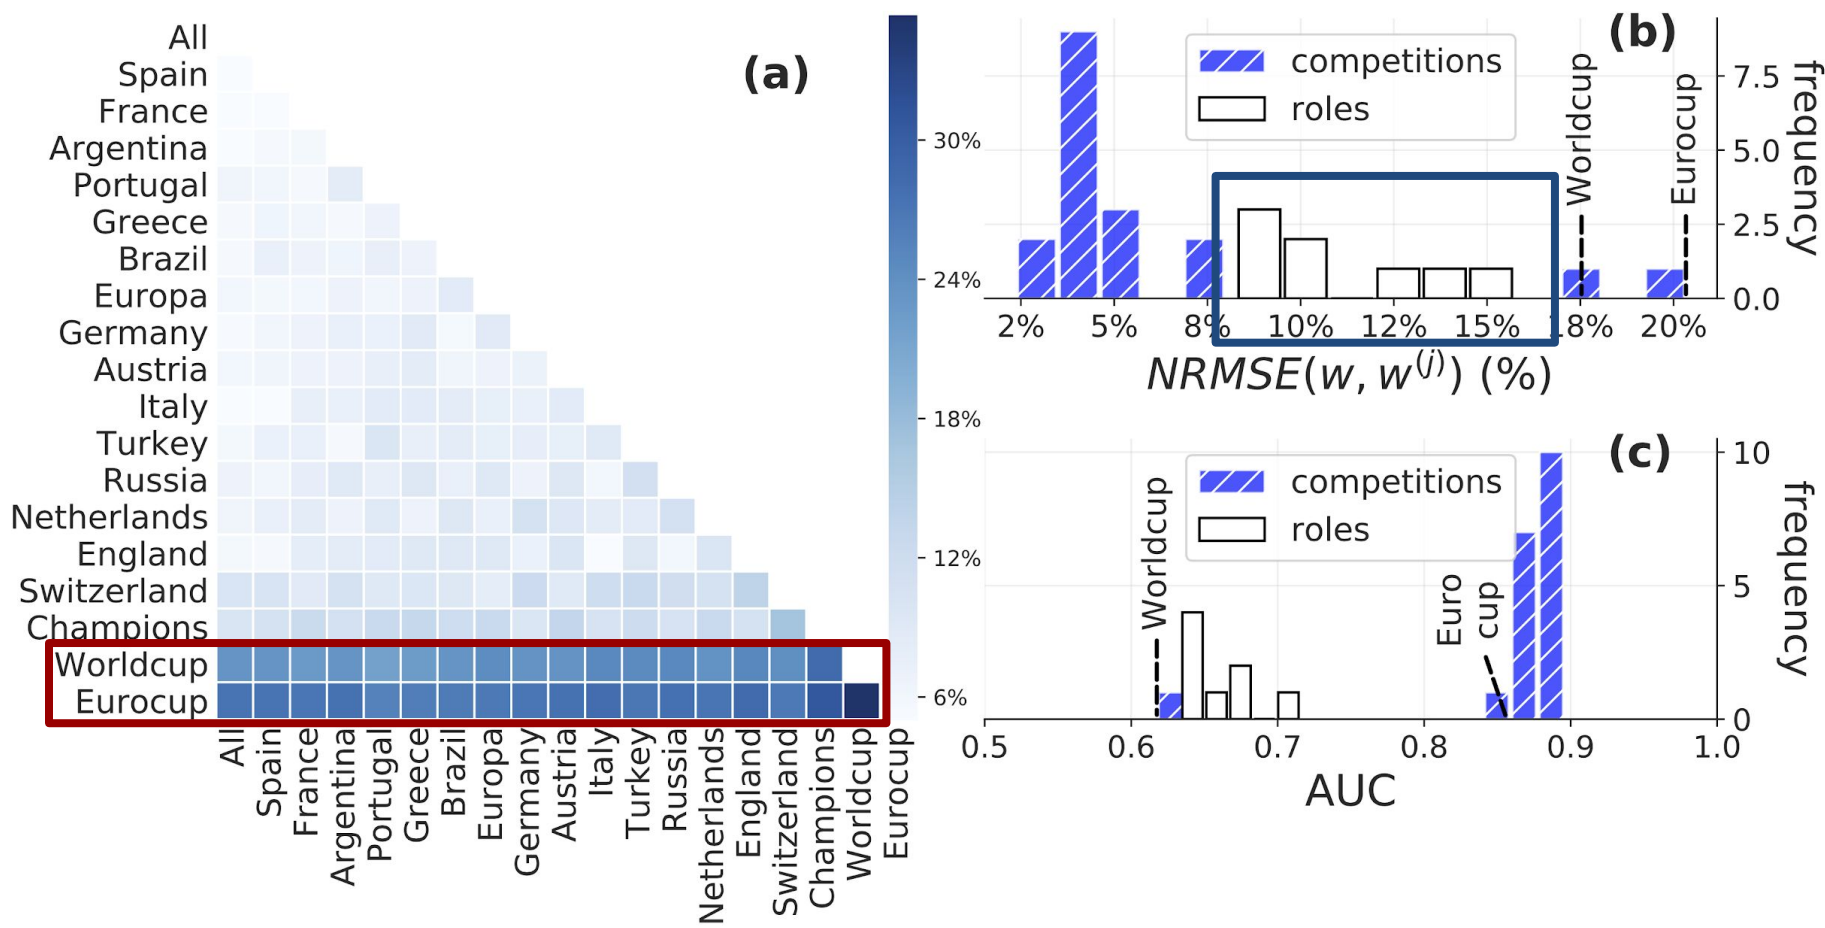 (a)
All
Spain
France
Argentina
Portugal
Greece
Brazil
Europa
Germany
Austria
Italy
Turkey
Russia
Netherlands
England
Switzerland
Champions
Worldcup
Eurocup
All
Spain
France
Argentina
Portugal
Greece
Brazil
Europa
Germany
Austria
Italy
Turkey
Russia
Netherlands
England
Switzerland
Champions
Worldcup
Eurocup
30%
24%
18%
12%
6%
(b)
competitions
roles
Worldcup
Eurocup
7.5
5.0
2.5
0.0
frequency
2% 5% 8% 10% 12% 15% 18% 20%
NRMSE(w, w(j)) (%)
(c)
competitions
roles
Worldcup
Euro
cup
10
5
0
frequency
0.5 0.6 0.7 0.8 0.9 1.0
AUC